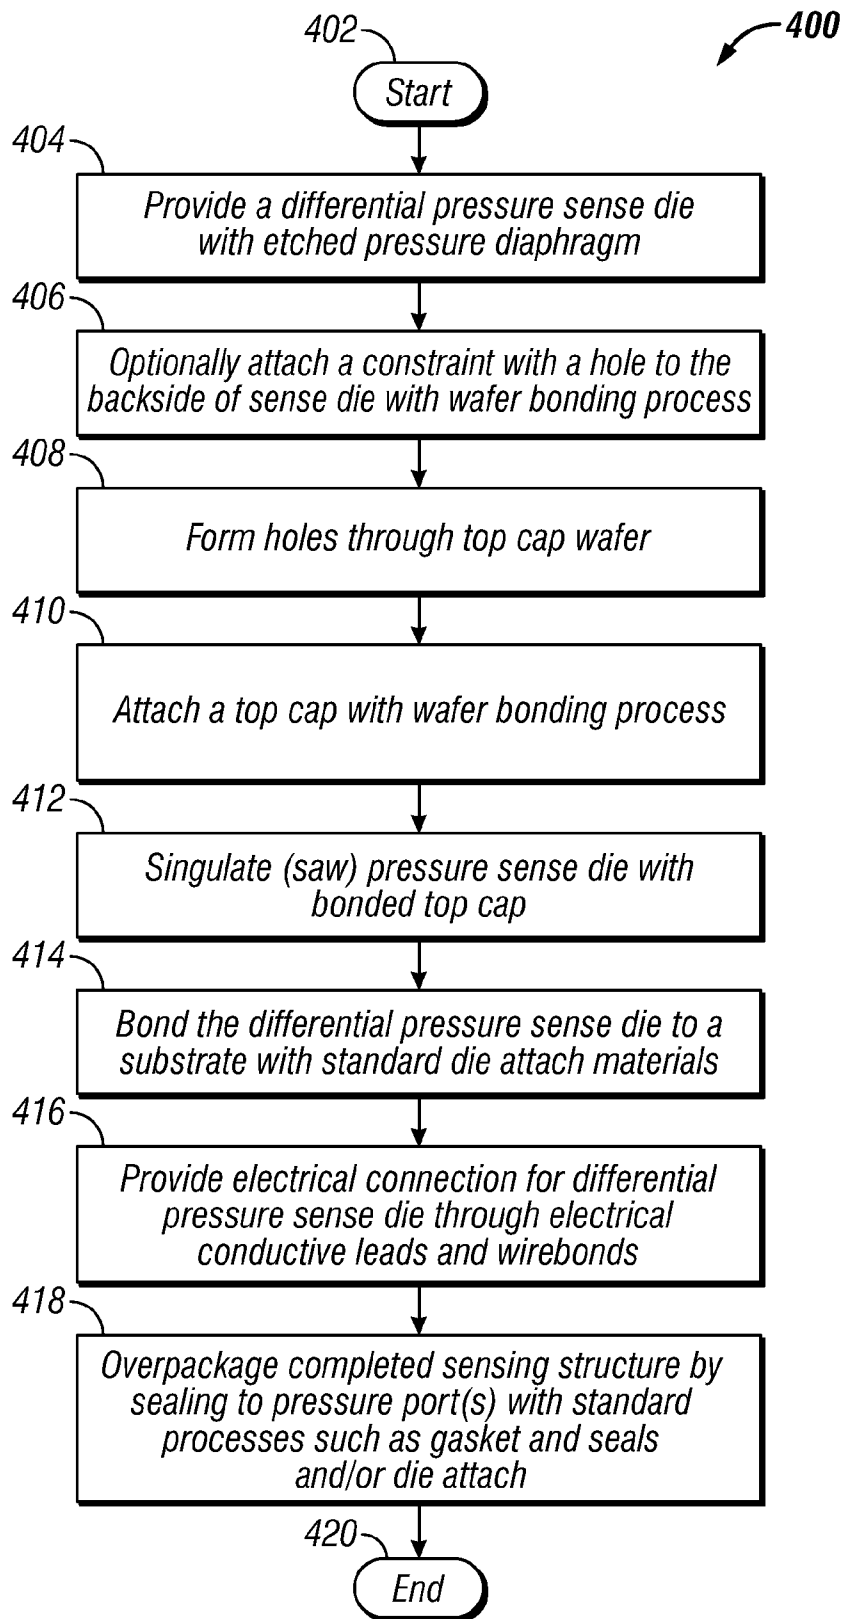 402
400
Start
404
Provide a differential pressure sense die
with etched pressure diaphragm
406
Optionally attach a constraint with a hole to the
backside of sense die with wafer bonding process
408
Form holes through top cap wafer
410
Attach a top cap with wafer bonding process
412
Singulate (saw) pressure sense die with
bonded top cap
414
Bond the differential pressure sense die to a
substrate with standard die attach materials
416
Provide electrical connection for differential
pressure sense die through electrical
conductive leads and wirebonds
418
Overpackage completed sensing structure by
sealing to pressure port(s) with standard
processes such as gasket and seals
and/or die attach
420
End